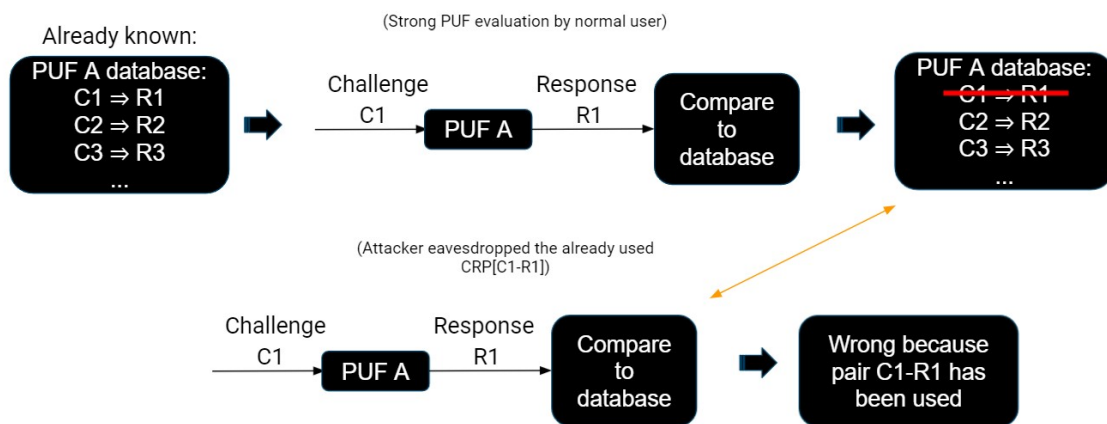 (Strong PUF evaluation by normal user)
Already known:
PUF A database:
C1 ⇒ R1
C2 ⇒ R2
C3 ⇒ R3
...
Challenge
C1
PUF A
Response
R1
Compare
to
database
PUF A database:
C1 ⇒ R1
C2 ⇒ R2
C3 ⇒ R3
...
(Attacker eavesdropped the already used
CRP[C1-R1])
Challenge
C1
PUF A
Response
R1
Compare
to
database
Wrong because
pair C1-R1 has
been used